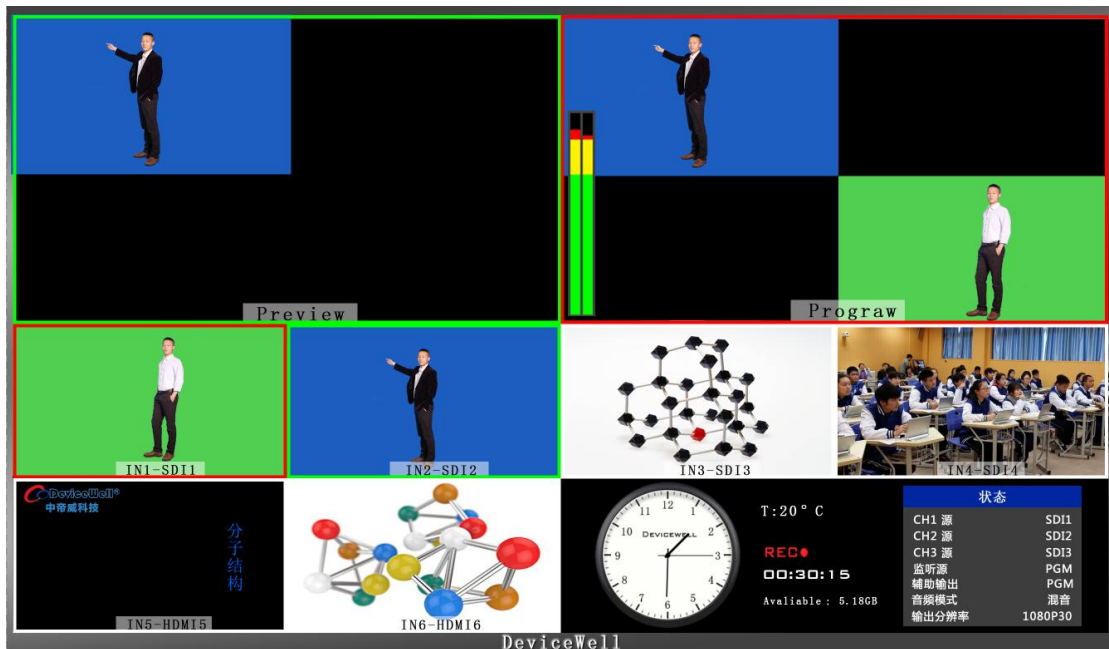 Preview
Prograw
IN1-SDI1
IN2-SDI2
IN3-SDI3
IN4-SDI4
DeviceWell®
中帝威科技
分子结构
IN5-HDMI5
IN6-HDMI6
12
1
2
3
4
5
6
7
8
9
10
11
DEVICEWELL
T:20°C
REC
00:30:15
Avaliable: 5.18GB
状态
CH1 源 SDI1
CH2 源 SDI2
CH3 源 SDI3
监听源 PGM
辅助输出 PGM
音频模式 混音
输出分辨率 1080P30
DeviceWell